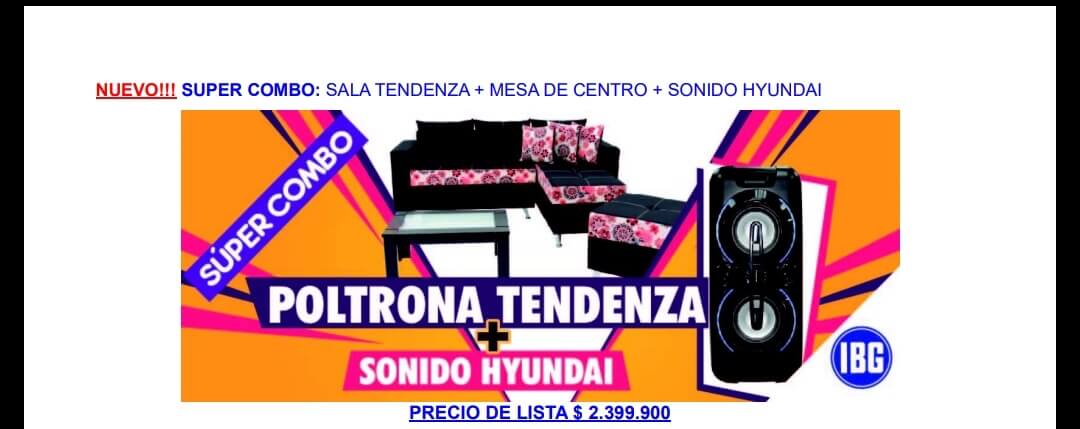 NUEVO!!! SUPER COMBO: SALA TENDENZA + MESA DE CENTRO + SONIDO HYUNDAI
SÚPER COMBO
POLTRONA TENDENZA
+
SONIDO HYUNDAI
IBG
PRECIO DE LISTA $ 2.399.900